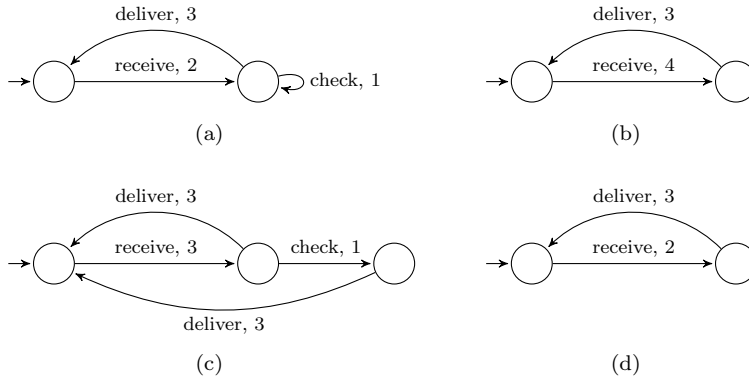 deliver, 3
receive, 2
check, 1
(a)
deliver, 3
receive, 4
(b)
deliver, 3
receive, 3
check, 1
deliver, 3
(c)
deliver, 3
receive, 2
(d)